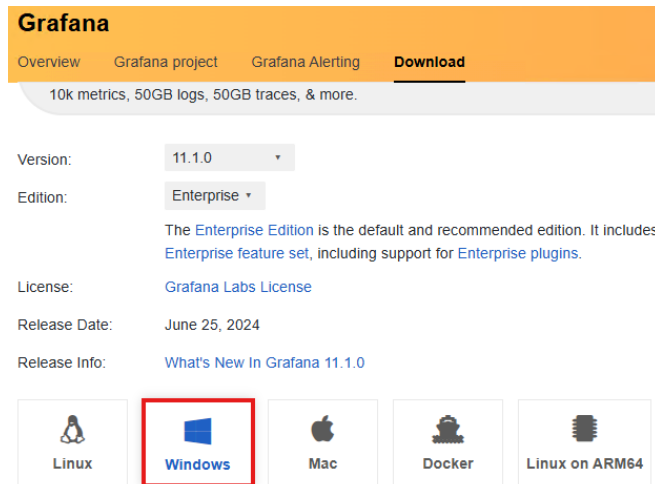 Grafana
Overview Grafana project Grafana Alerting Download
10k metrics, 50GB logs, 50GB traces, & more.
Version: 11.1.0
Edition: Enterprise
The Enterprise Edition is the default and recommended edition. It includes
Enterprise feature set, including support for Enterprise plugins.
License: Grafana Labs License
Release Date: June 25, 2024
Release Info: What's New In Grafana 11.1.0
Linux Windows Mac Docker Linux on ARM64